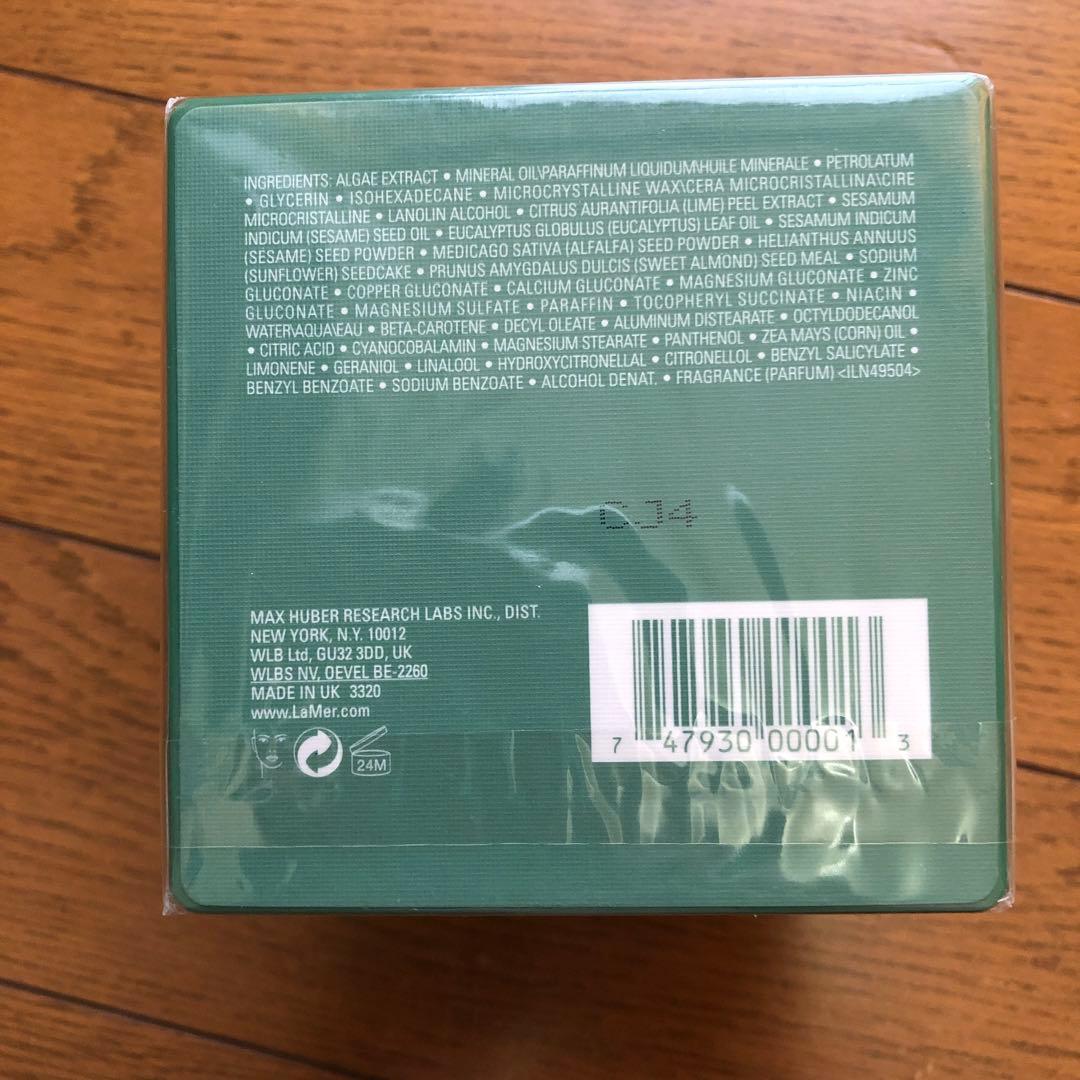 INGREDIENTS: ALGAE EXTRACT • MINERAL OIL\PARAFFINUM LIQUIDUM\HUILE MINERALE • PETROLATUM
• GLYCERIN • ISOHEXADECANE • MICROCRYSTALLINE WAX\CERA MICROCRISTALLINA\CIRE
MICROCRISTALLINE • LANOLIN ALCOHOL • CITRUS AURANTIFOLIA (LIME) PEEL EXTRACT • SESAMUM
INDICUM (SESAME) SEED OIL • EUCALYPTUS GLOBULUS (EUCALYPTUS) LEAF OIL • SESAMUM INDICUM
(SESAME) SEED POWDER • MEDICAGO SATIVA (ALFALFA) SEED POWDER • HELIANTHUS ANNUUS
(SUNFLOWER) SEEDCAKE • PRUNUS AMYGDALUS DULCIS (SWEET ALMOND) SEED MEAL • SODIUM
GLUCONATE • COPPER GLUCONATE • CALCIUM GLUCONATE • MAGNESIUM GLUCONATE • ZINC
GLUCONATE • MAGNESIUM SULFATE • PARAFFIN • TOCOPHERYL SUCCINATE • NIACIN •
WATER\AQUA\EAU • BETA-CAROTENE • DECYL OLEATE • ALUMINUM DISTEARATE • OCTYLDODECANOL
• CITRIC ACID • CYANOCOBALAMIN • MAGNESIUM STEARATE • PANTHENOL • ZEA MAYS (CORN) OIL •
LIMONENE • GERANIOL • LINALOOL • HYDROXYCITRONELLAL • CITRONELLOL • BENZYL SALICYLATE •
BENZYL BENZOATE • SODIUM BENZOATE • ALCOHOL DENAT. • FRAGRANCE (PARFUM) <ILN49504>
CJ4
MAX HUBER RESEARCH LABS INC., DIST.
NEW YORK, N.Y. 10012
WLB Ltd, GU32 3DD, UK
WLBS NV, OEVEL BE-2260
MADE IN UK 3320
www.LaMer.com
24M
7 47930 00001 3